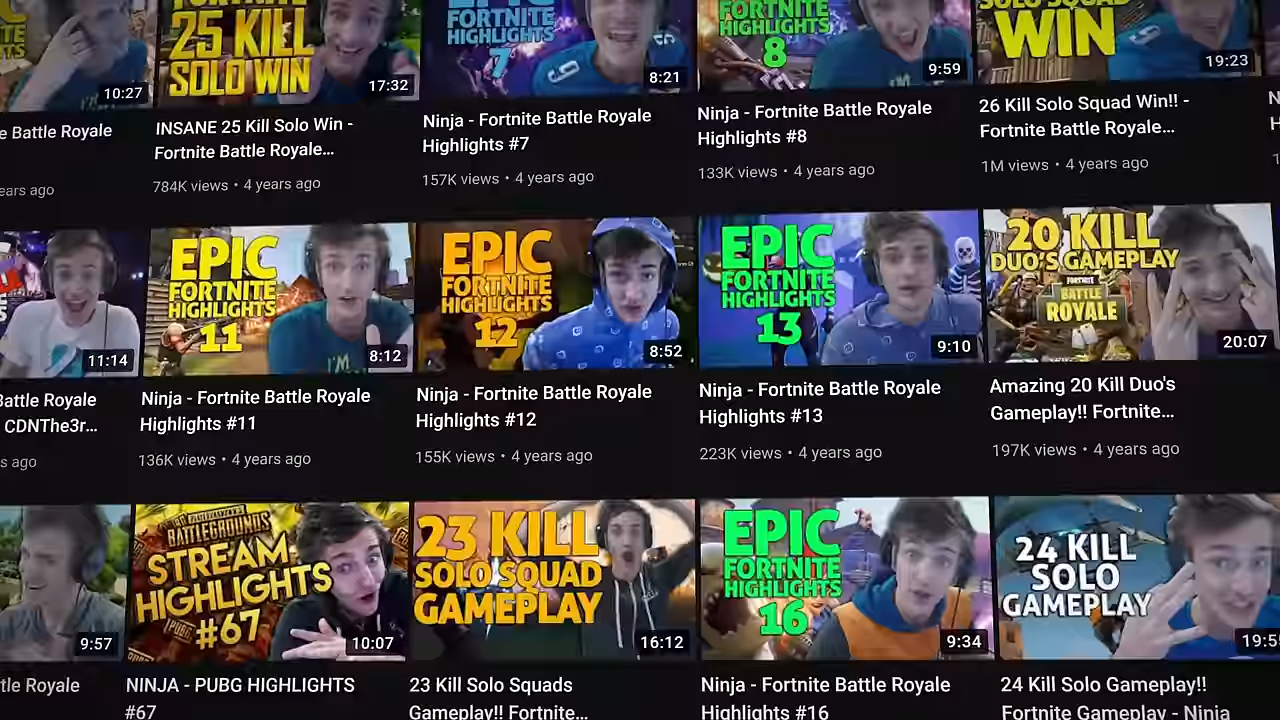 FORTNITE
25 KILL
SOLO WIN
EPIC
FORTNITE
HIGHLIGHTS
7
FORTNITE
HIGHLIGHTS
8
SOLO SQUAD
WIN
10:27
17:32
8:21
9:59
19:23
e Battle Royale
INSANE 25 Kill Solo Win -
Fortnite Battle Royale...
784K views • 4 years ago
Ninja - Fortnite Battle Royale
Highlights #7
157K views • 4 years ago
Ninja - Fortnite Battle Royale
Highlights #8
133K views • 4 years ago
26 Kill Solo Squad Win!! -
Fortnite Battle Royale...
1M views • 4 years ago
ears ago
EPIC
FORTNITE
HIGHLIGHTS
11
EPIC
FORTNITE
HIGHLIGHTS
12
EPIC
FORTNITE
HIGHLIGHTS
13
20 KILL
DUO'S GAMEPLAY
FORTNITE
BATTLE
ROYALE
I'M
11:14
8:12
8:52
9:10
20:07
Battle Royale
CDNThe3r...
s ago
Ninja - Fortnite Battle Royale
Highlights #11
136K views • 4 years ago
Ninja - Fortnite Battle Royale
Highlights #12
155K views • 4 years ago
Ninja - Fortnite Battle Royale
Highlights #13
223K views • 4 years ago
Amazing 20 Kill Duo's
Gameplay!! Fortnite...
197K views • 4 years ago
BATTLEGROUNDS
STREAM
HIGHLIGHTS
#67
PUBG
23 KILL
SOLO SQUAD
GAMEPLAY
EPIC
FORTNITE
HIGHLIGHTS
16
24 KILL
SOLO
GAMEPLAY
9:57
10:07
16:12
9:34
tle Royale
NINJA - PUBG HIGHLIGHTS
#67
23 Kill Solo Squads
Gameplay!! Fortnite...
Ninja - Fortnite Battle Royale
Highlights #16
24 Kill Solo Gameplay!!
Fortnite Gameplay - Ninja